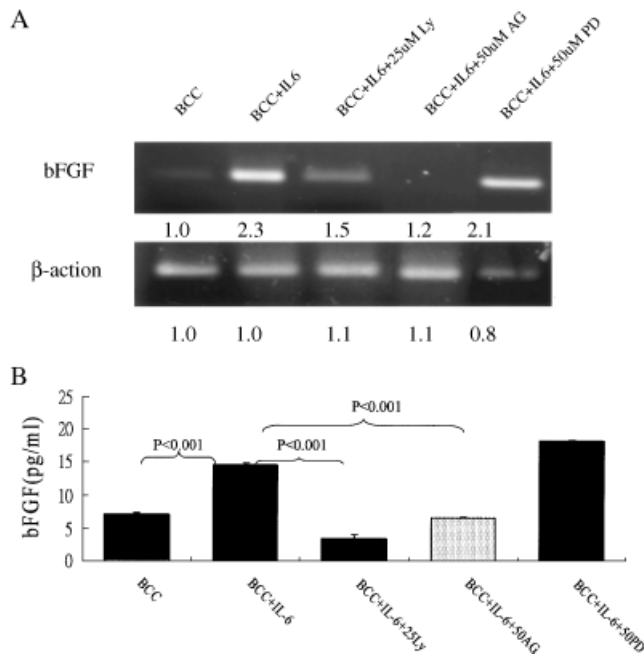 A
BCC
BCC+IL6
BCC+IL6+25uM Ly
BCC+IL6+50uM AG
BCC+IL6+50uM PD
bFGF
1.0 2.3 1.5 1.2 2.1
β-action
1.0 1.0 1.1 1.1 0.8
B
bFGF(pg/ml)
25
20
15
10
5
0
P<0.001
P<0.001
P<0.001
BCC
BCC+IL-6
BCC+IL-6+25Ly
BCC+IL-6+50AG
BCC+IL-6+50PD